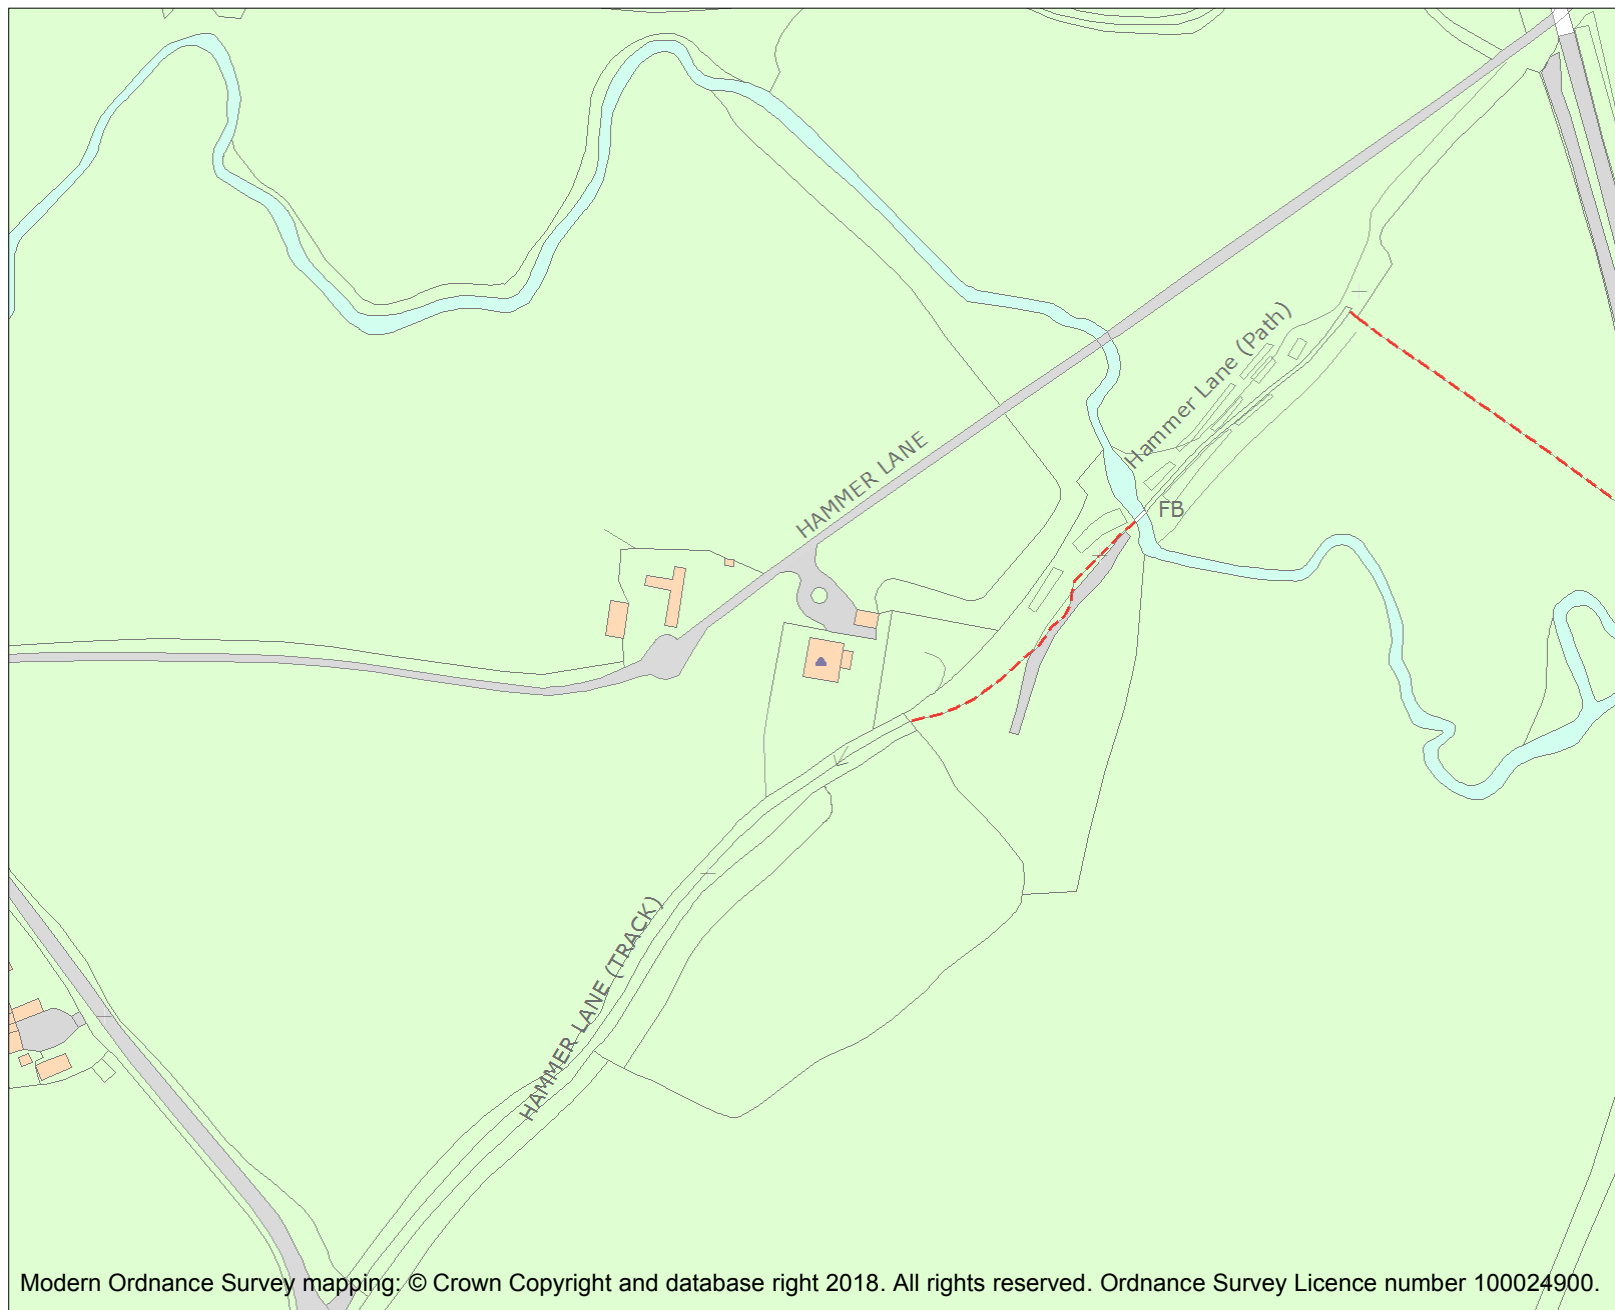 Hammer Lane (Path)
HAMMER LANE
FB
HAMMER LANE (TRACK)
Modern Ordnance Survey mapping: © Crown Copyright and database right 2018. All rights reserved. Ordnance Survey Licence number 100024900.